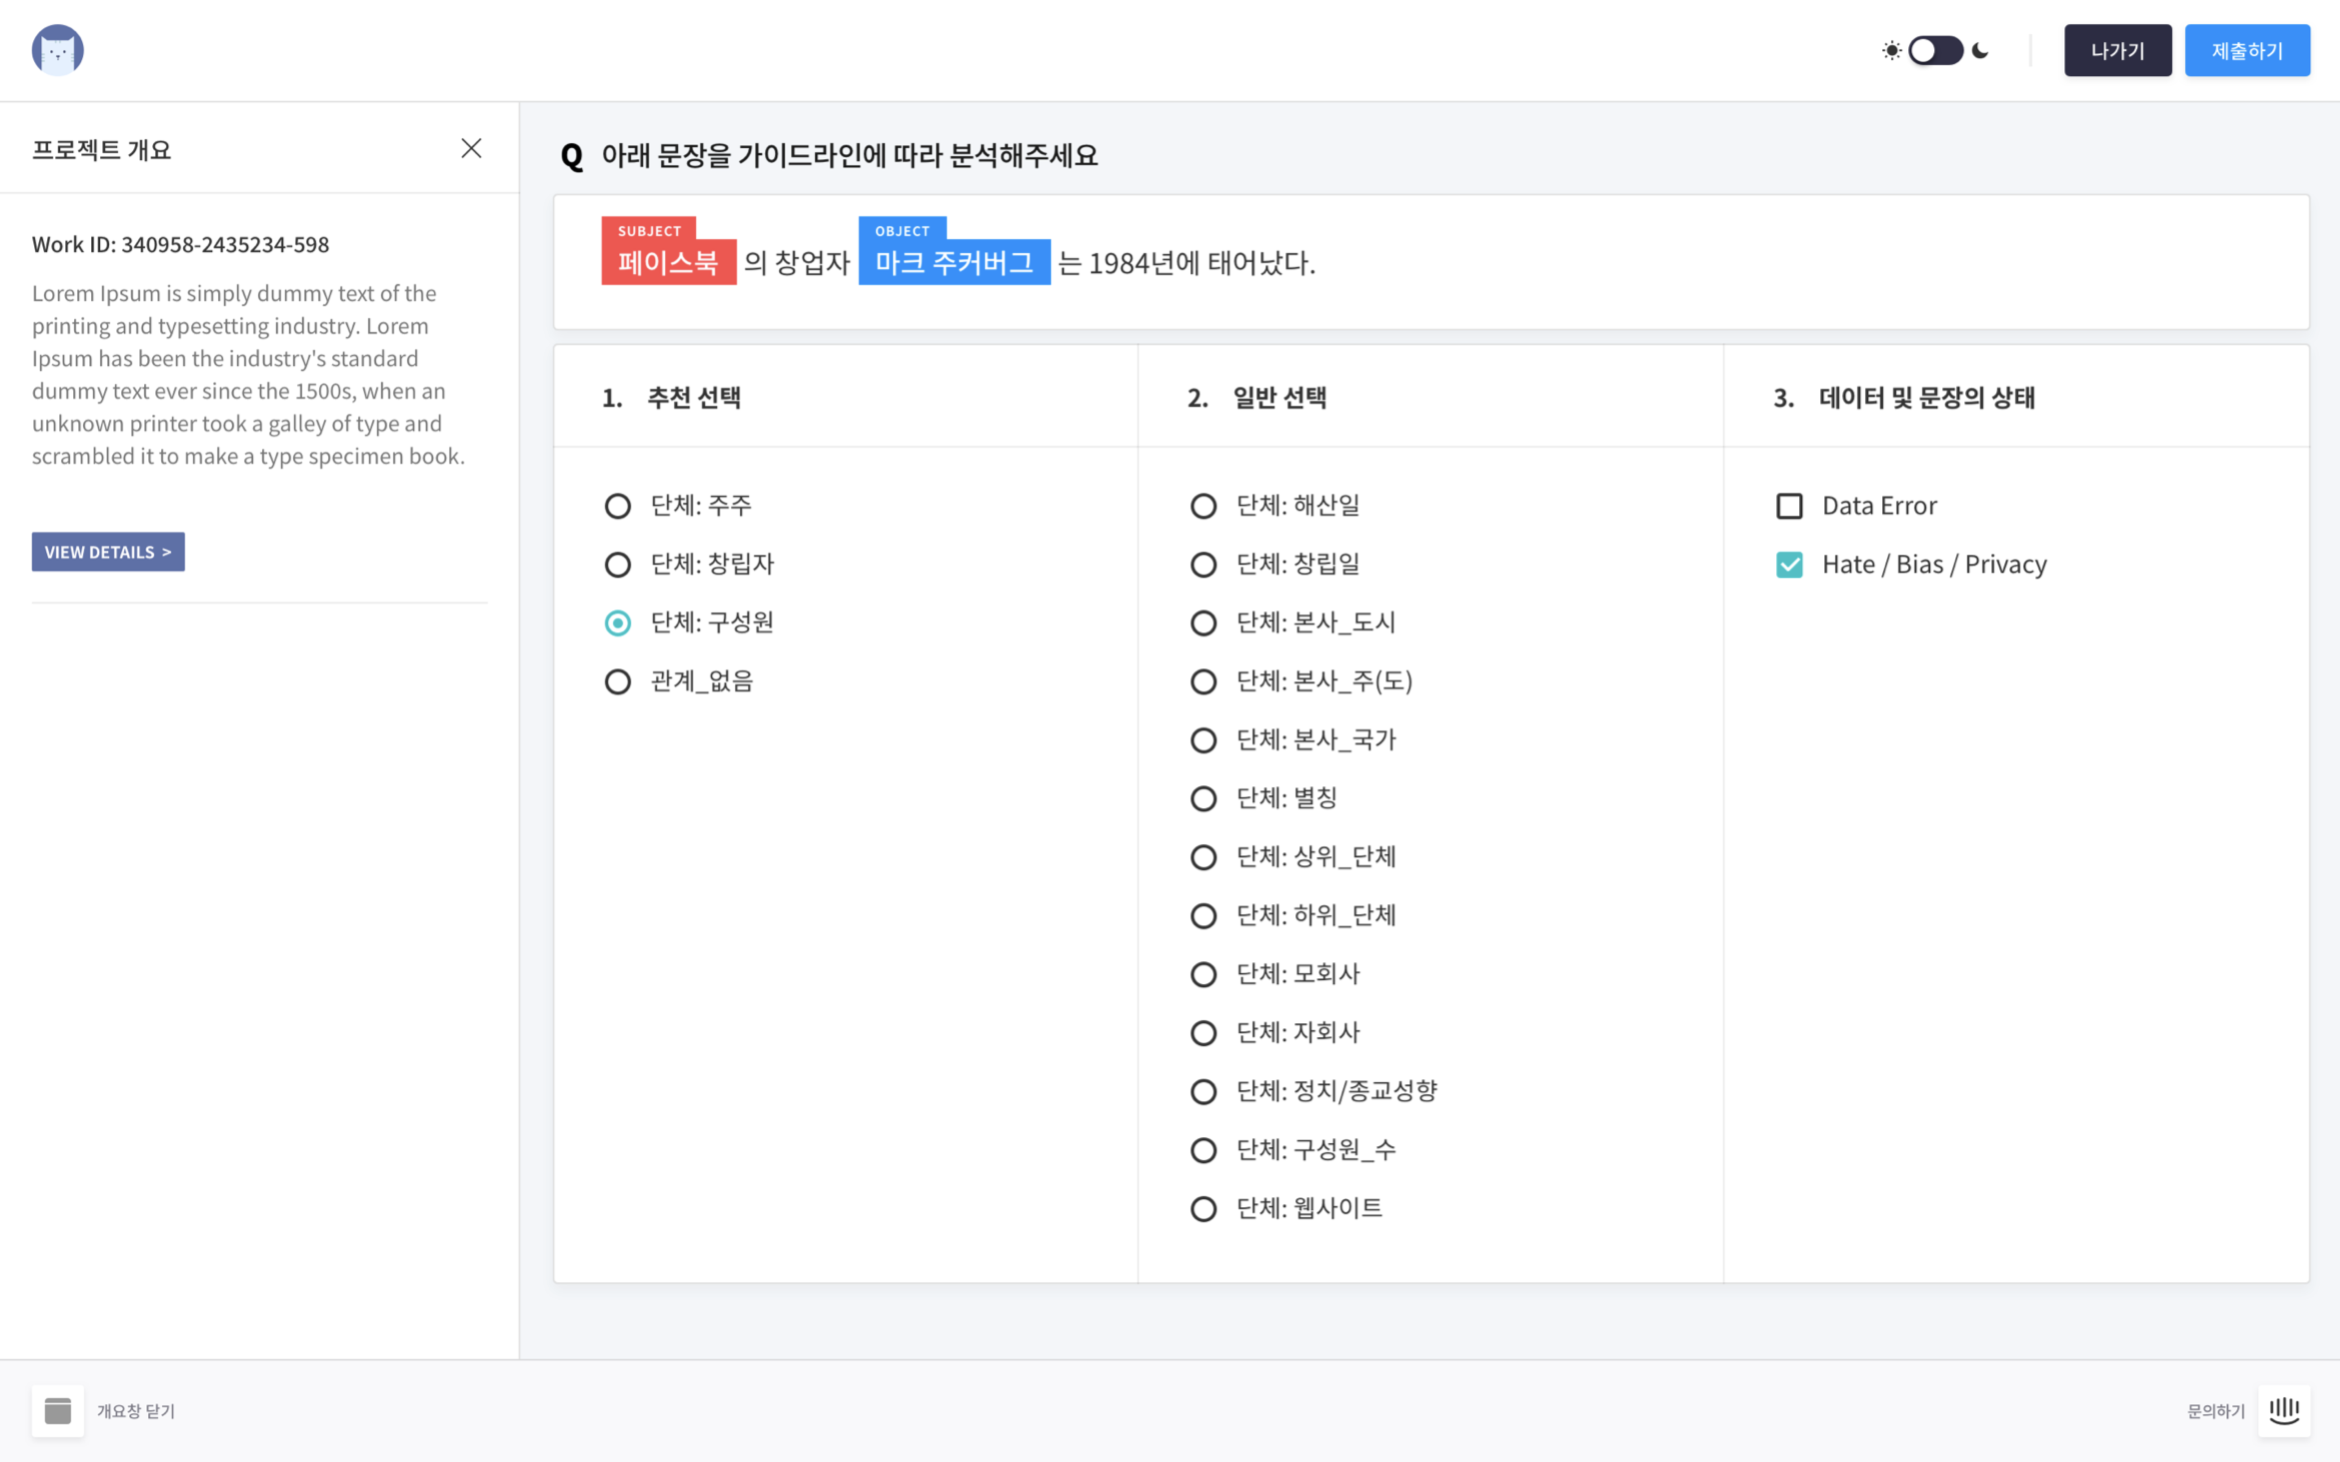 나가기
제출하기
프로젝트 개요
Work ID: 340958-2435234-598
Lorem Ipsum is simply dummy text of the
printing and typesetting industry. Lorem
Ipsum has been the industry's standard
dummy text ever since the 1500s, when an
unknown printer took a galley of type and
scrambled it to make a type specimen book.
VIEW DETAILS >
Q 아래 문장을 가이드라인에 따라 분석해주세요
SUBJECT OBJECT
페이스북 의 창업자 마크 주커버그 는 1984년에 태어났다.
1. 추천 선택
단체: 주주
단체: 창립자
단체: 구성원
관계_없음
2. 일반 선택
단체: 해산일
단체: 창립일
단체: 본사_도시
단체: 본사_주(도)
단체: 본사_국가
단체: 별칭
단체: 상위_단체
단체: 하위_단체
단체: 모회사
단체: 자회사
단체: 정치/종교성향
단체: 구성원_수
단체: 웹사이트
3. 데이터 및 문장의 상태
Data Error
Hate / Bias / Privacy
개요창 닫기
문의하기